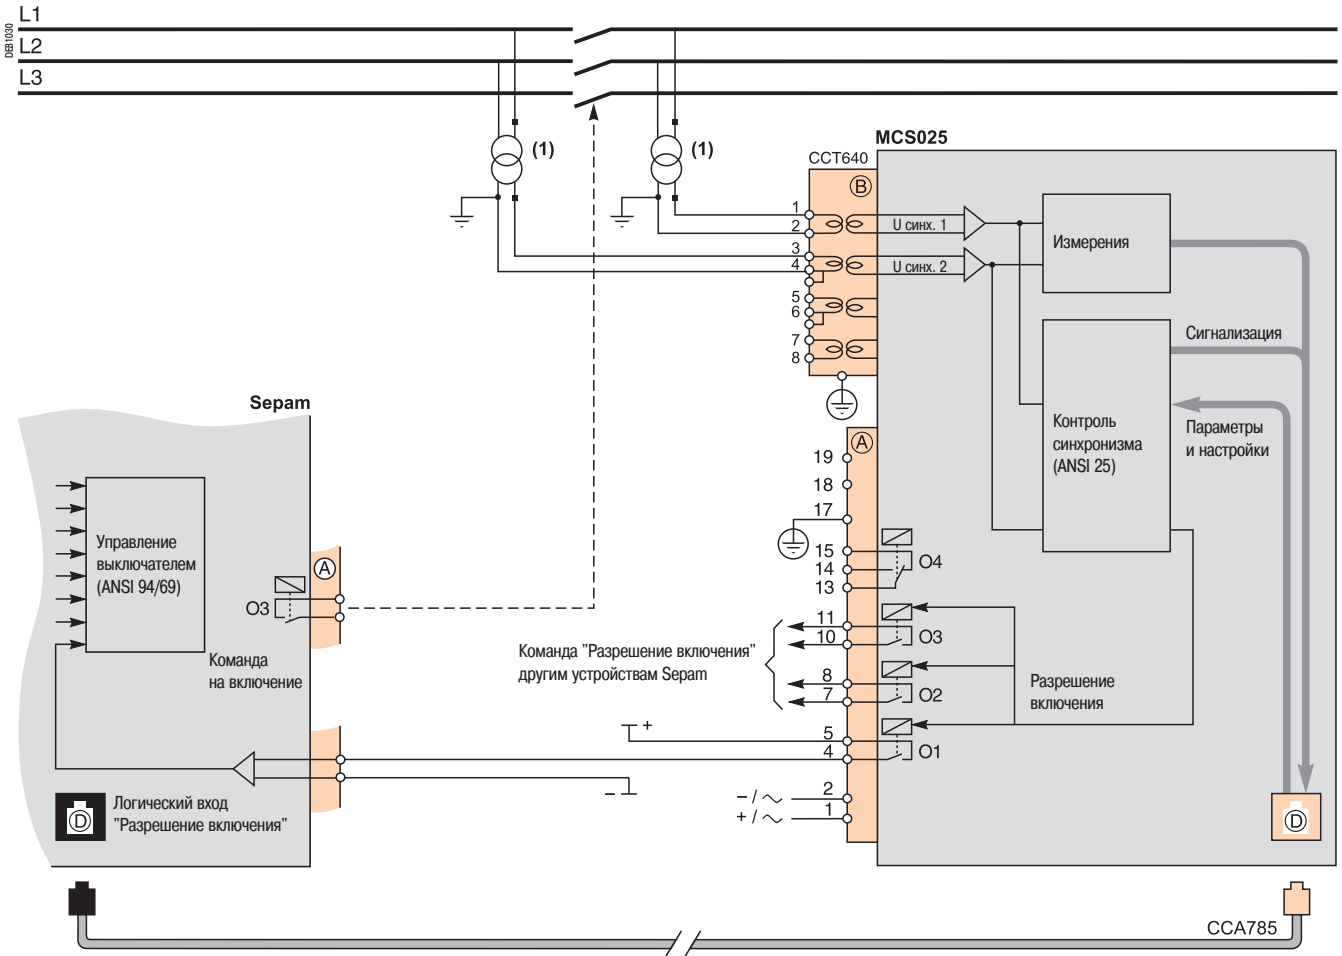 L1
DE81030
L2
L3
(1)
(1)
MCS025
CCT640
B
1
2
3
4
5
6
7
8
U синх. 1
U синх. 2
Измерения
Сигнализация
Контроль
синхронизма
(ANSI 25)
Параметры
и настройки
Sepam
Управление
выключателем
(ANSI 94/69)
A
O3
Команда
на включение
A
19
18
17
15
14
13
O4
11
10
O3
Команда "Разрешение включения"
другим устройствам Sepam
8
7
O2
Разрешение
включения
+
5
4
O1
–
– / ~
2
+ / ~
1
Логический вход
"Разрешение включения"
D
D
CCA785